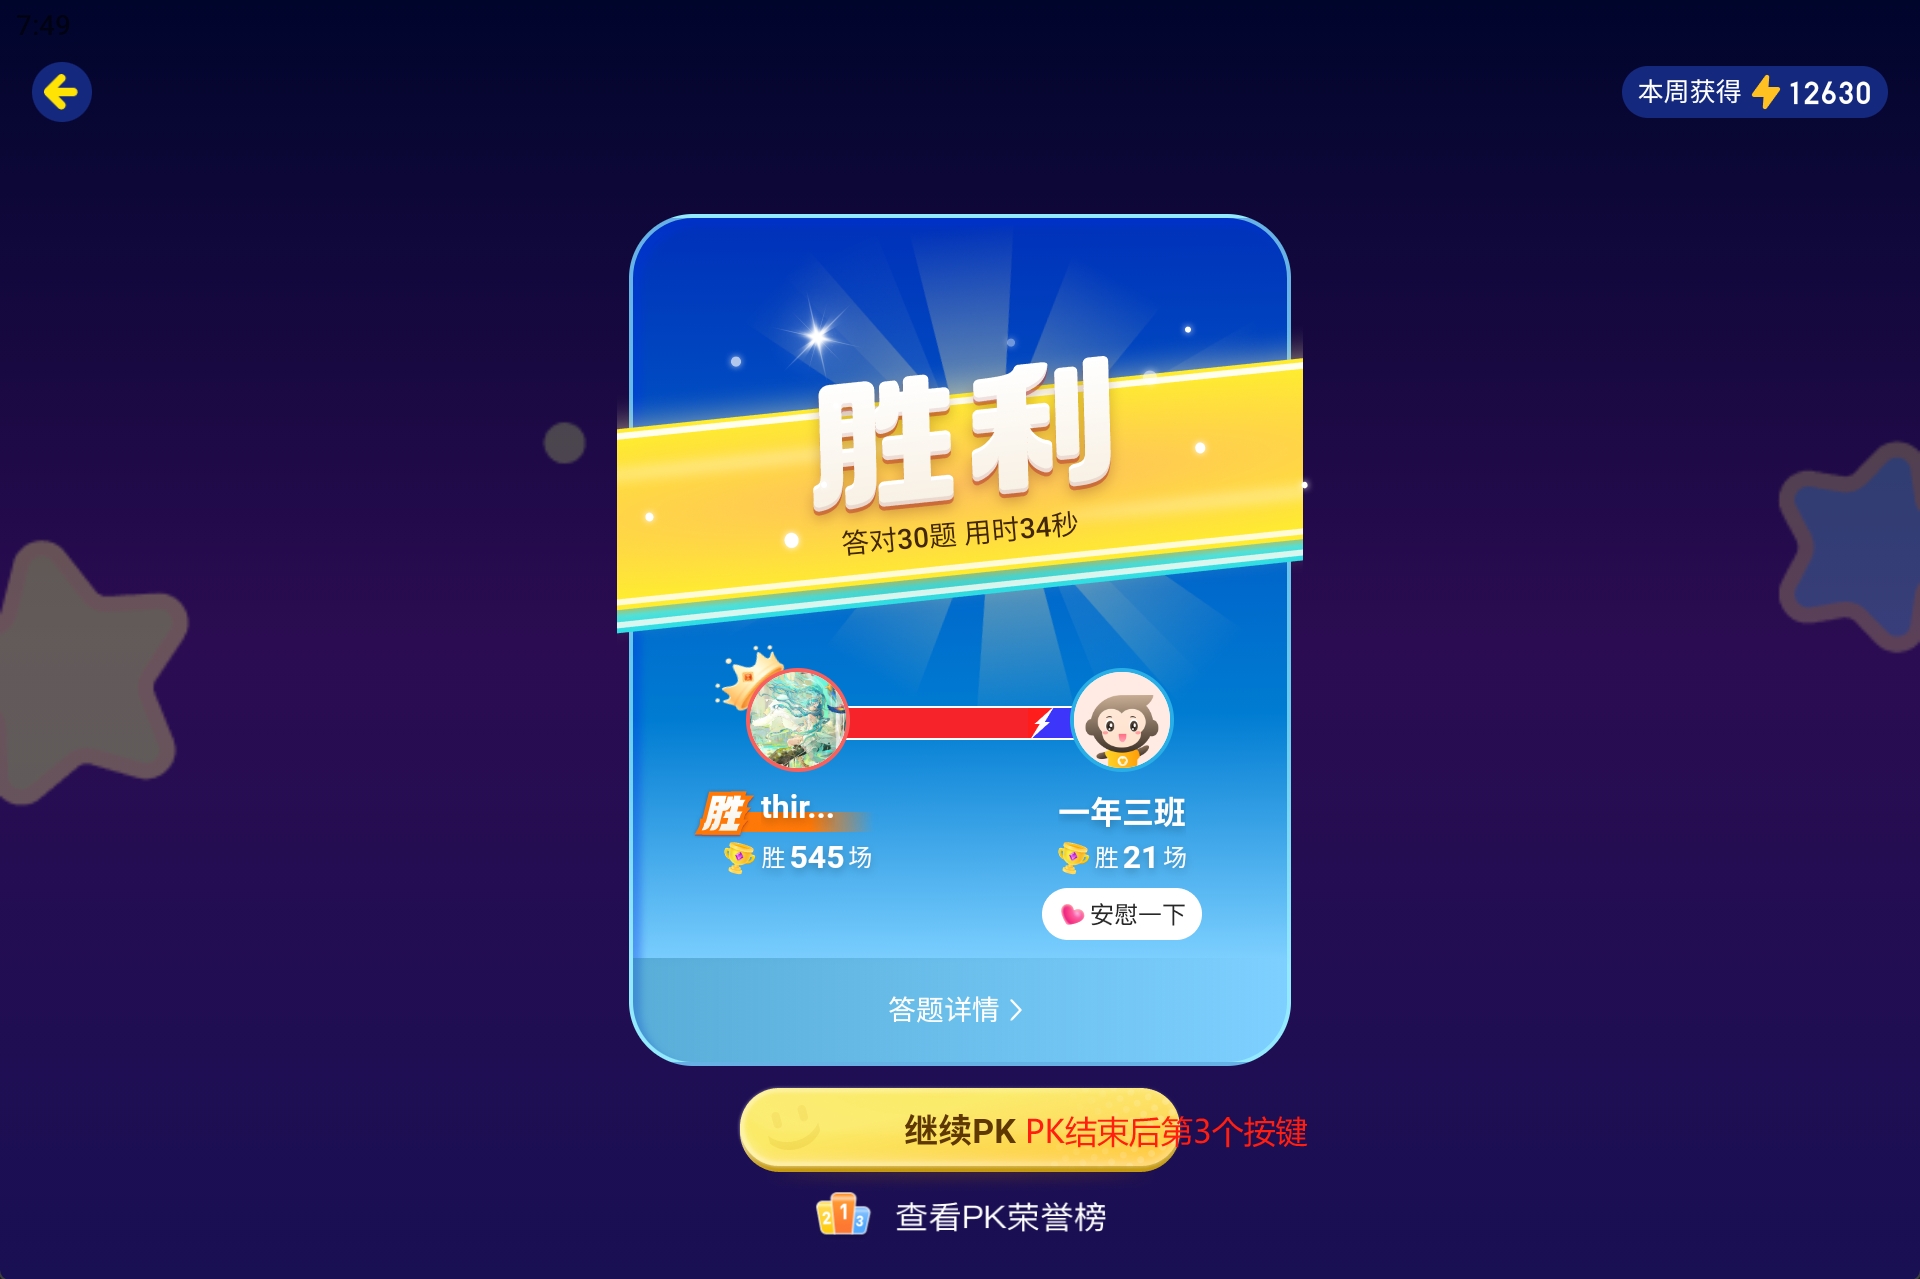 7:49
本周获得 12630
胜利
答对30题 用时34秒
胜 thir...
胜 545 场
一年三班
胜 21 场
安慰一下
答题详情 >
继续PK PK结束后第3个按键
2 1 3 查看PK荣誉榜